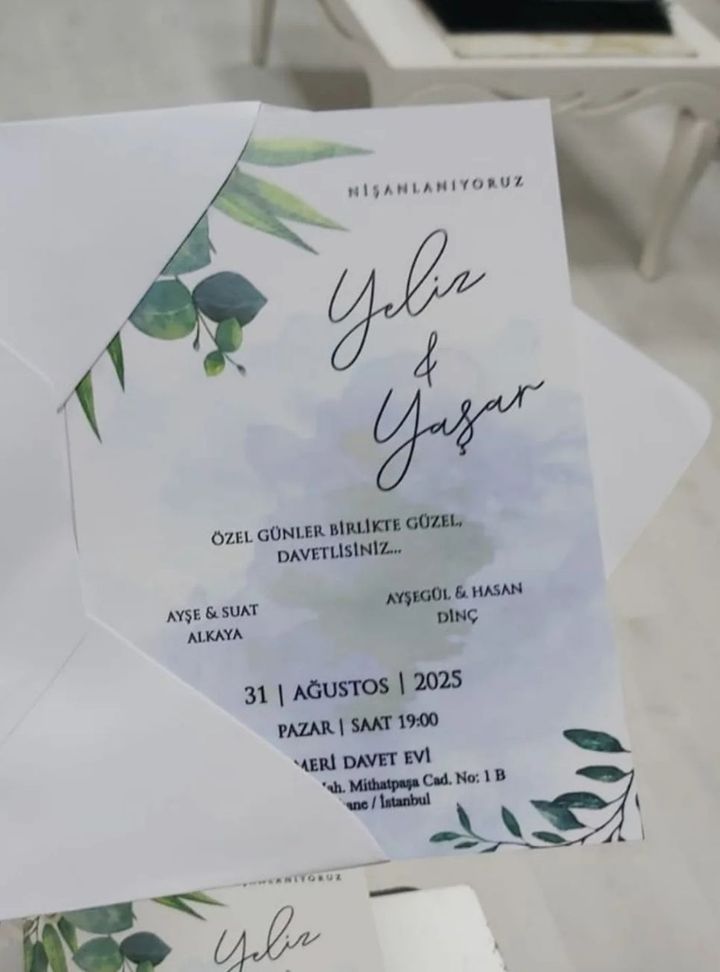 NİŞANLANIYORUZ
Yeliz
&
Yaşar
ÖZEL GÜNLER BİRLİKTE GÜZEL,
DAVETLİSİNİZ...
AYŞE & SUAT
ALKAYA
AYŞEGÜL & HASAN
DİNÇ
31 | AĞUSTOS | 2025
PAZAR | SAAT 19:00
DAVET EVİ
Mithatpaşa Cad. No: 1 B
/ İstanbul
Yeliz